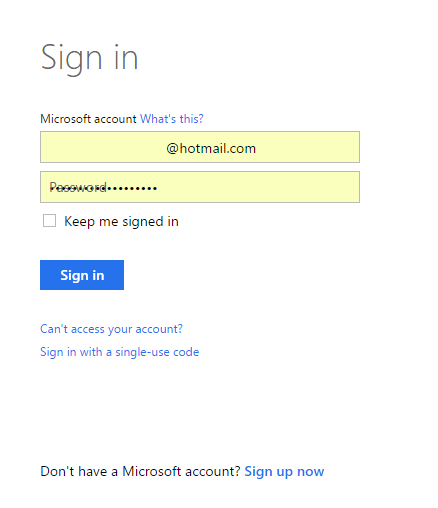 Sign in
Microsoft account What's this?
@hotmail.com
Password
Keep me signed in
Sign in
Can't access your account?
Sign in with a single-use code
Don't have a Microsoft account? Sign up now